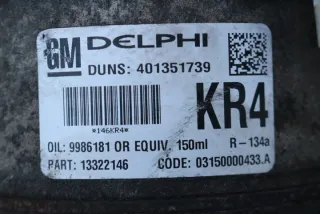 GM DELPHI
DUNS: 401351739
*146KR4*
KR4
OIL: 9986181 OR EQUIV. 150ml R-134a
PART: 13322146 CODE: 03150000433.A